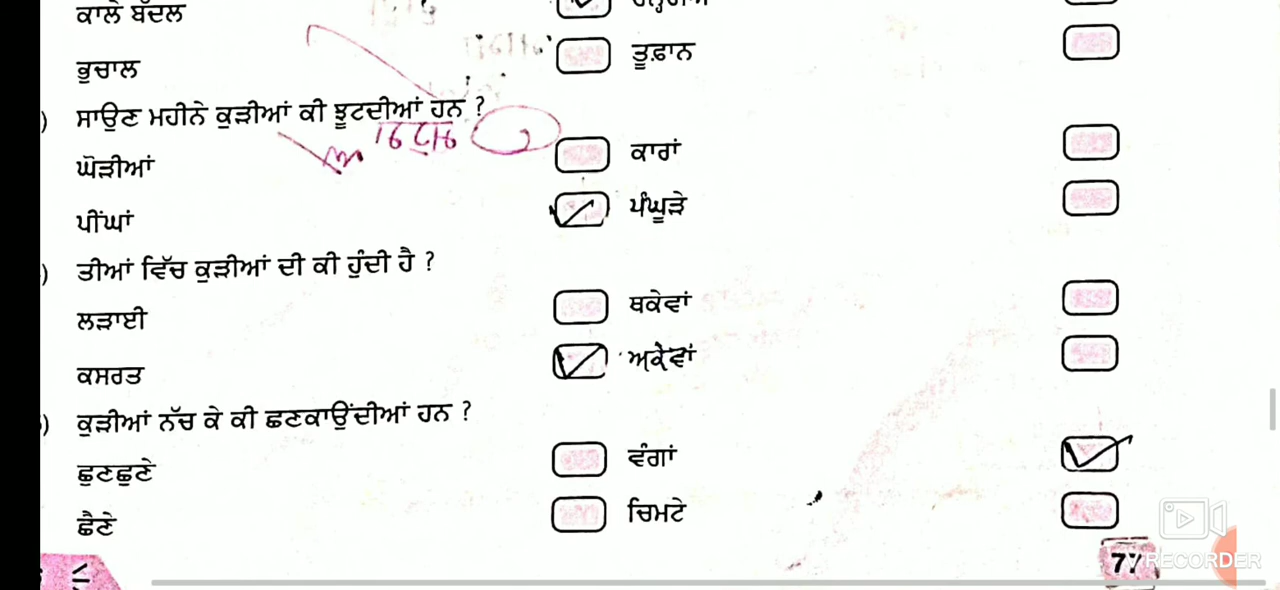 ਕਾਲੇ ਬੱਦਲ
ਭੁਚਾਲ ਤੂਫ਼ਾਨ
) ਸਾਉਣ ਮਹੀਨੇ ਕੁੜੀਆਂ ਕੀ ਝੂਟਦੀਆਂ ਹਨ ?
ਘੋੜੀਆਂ ਕਾਰਾਂ
ਪੀਂਘਾਂ ਪੰਘੂੜੇ
) ਤੀਆਂ ਵਿੱਚ ਕੁੜੀਆਂ ਦੀ ਕੀ ਹੁੰਦੀ ਹੈ ?
ਲੜਾਈ ਥਕੇਵਾਂ
ਕਸਰਤ ਅਕੇਵਾਂ
) ਕੁੜੀਆਂ ਨੱਚ ਕੇ ਕੀ ਛਣਕਾਉਂਦੀਆਂ ਹਨ ?
ਛੁਣਛੁਣੇ ਵੰਗਾਂ
ਛੈਣੇ ਚਿਮਟੇ
77
RECORDER